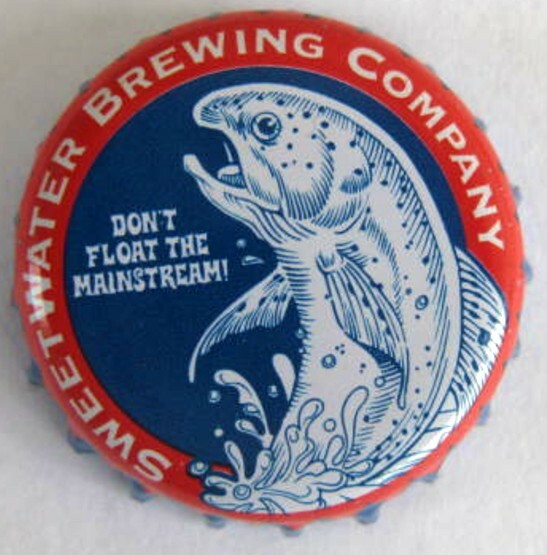 SWEETWATER BREWING COMPANY
DON'T
FLOAT THE
MAINSTREAM!